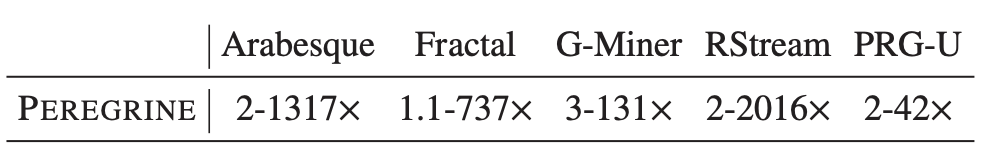 Arabesque Fractal G-Miner RStream PRG-U
PEREGRINE 2-1317× 1.1-737× 3-131× 2-2016× 2-42×